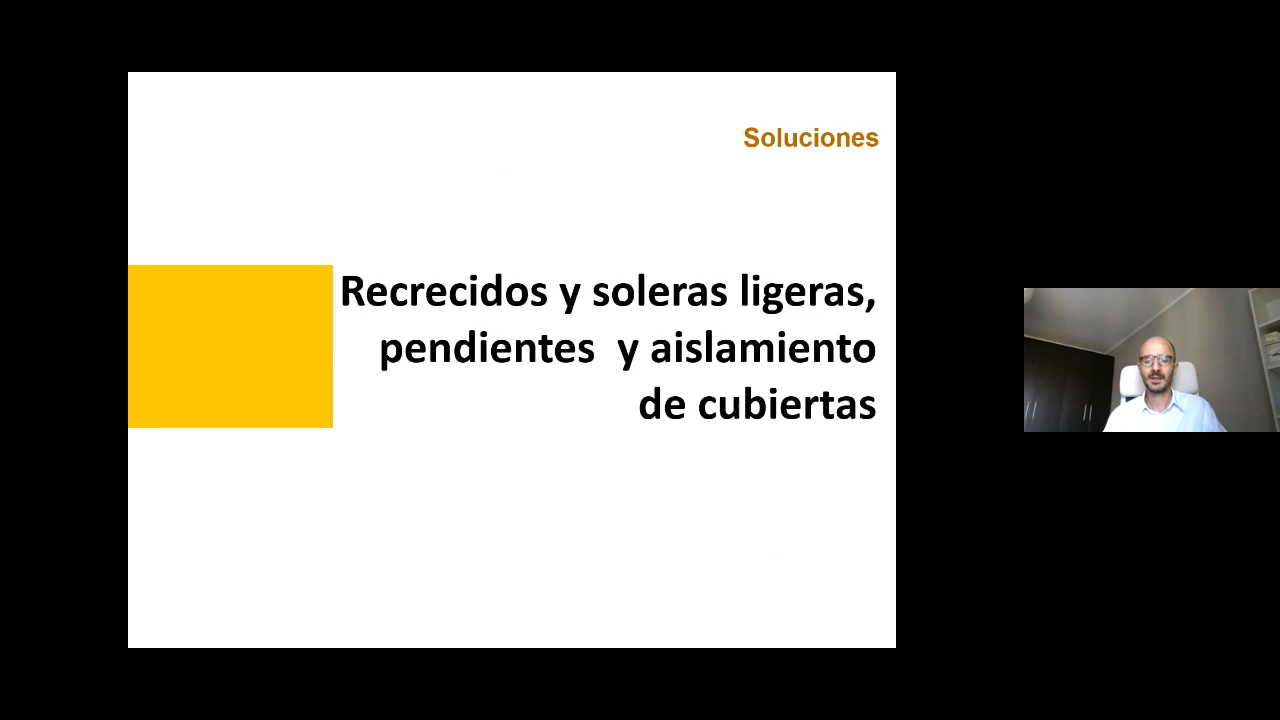 Soluciones
Recrecidos y soleras ligeras,
pendientes  y aislamiento
de cubiertas